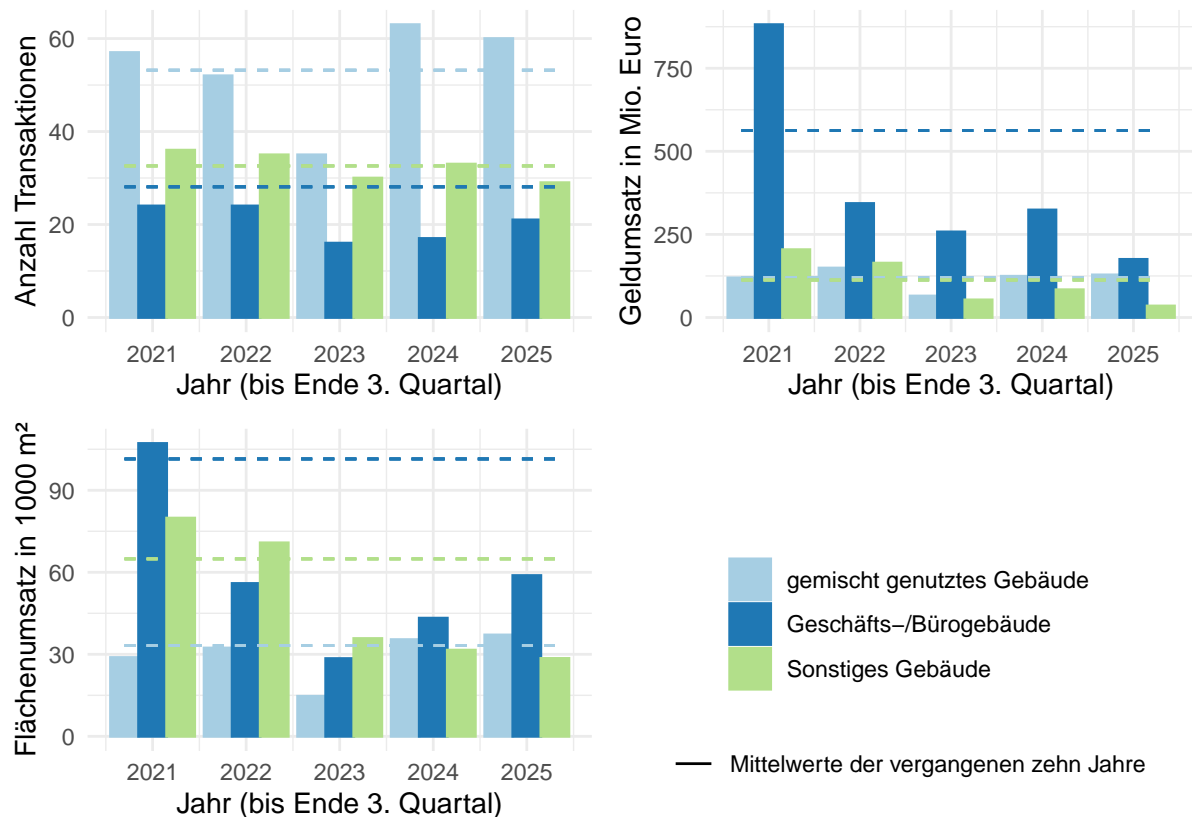 Anzahl Transaktionen
60
40
20
0
2021 2022 2023 2024 2025
Jahr (bis Ende 3. Quartal)
Geldumsatz in Mio. Euro
750
500
250
0
2021 2022 2023 2024 2025
Jahr (bis Ende 3. Quartal)
Flächenumsatz in 1000 m²
90
60
30
0
2021 2022 2023 2024 2025
Jahr (bis Ende 3. Quartal)
gemischt genutztes Gebäude
Geschäfts−/Bürogebäude
Sonstiges Gebäude
Mittelwerte der vergangenen zehn Jahre